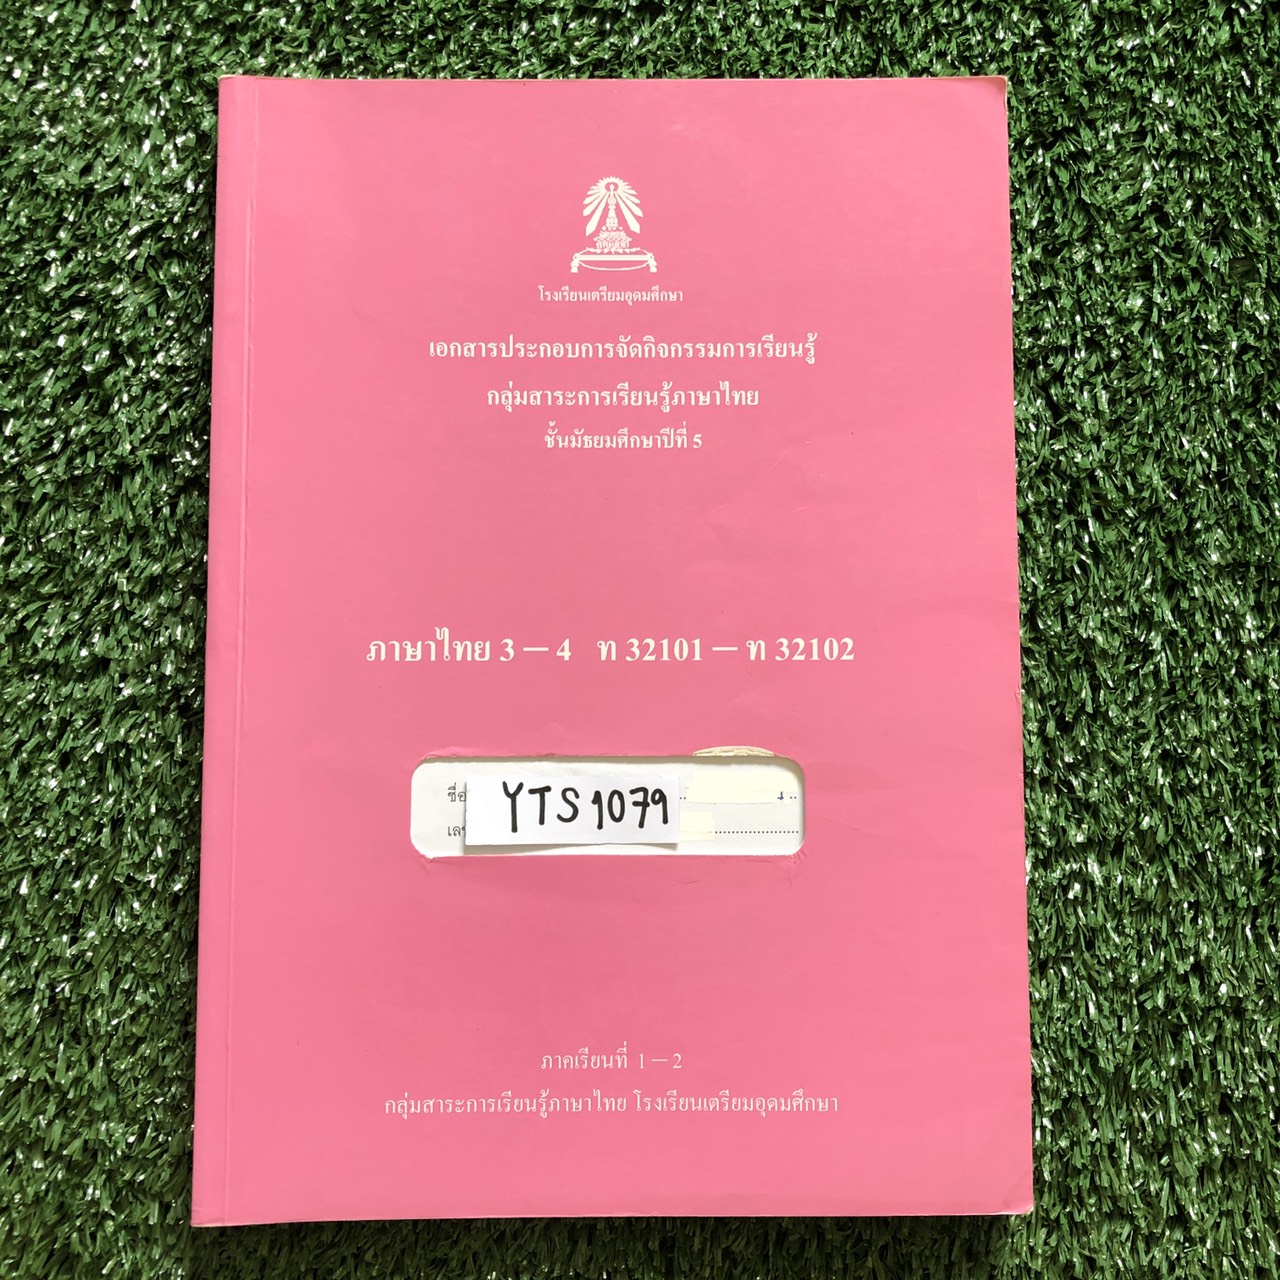 โรงเรียนเตรียมอุดมศึกษา
เอกสารประกอบการจัดกิจกรรมการเรียนรู้
กลุ่มสาระการเรียนรู้ภาษาไทย
ชั้นมัธยมศึกษาปีที่ 5
ภาษาไทย 3 – 4 ท 32101 – ท 32102
ชื่อ
YTS1079
ภาคเรียนที่ 1 – 2
กลุ่มสาระการเรียนรู้ภาษาไทย โรงเรียนเตรียมอุดมศึกษา